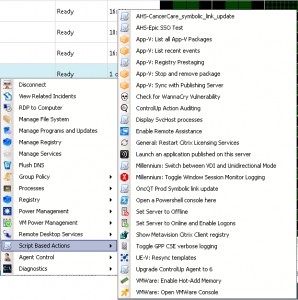 Ready
AHS-CancerCare_symbolic_link_update
AHS-Epic SSO Test
Ready
App-V: List all App-V Packages
App-V: List recent events
Ready
App-V: Registry Prestaging
Ready
App-V: Stop and remove package
Disconnect
App-V: Sync with Publishing Server
View Related Incidents
Check for WannaCry Vulnerability
RDP to Computer
ControlUp Action Auditing
Manage File System
Display SvcHost processes
Manage Programs and Updates
Enable Remote Assistance
Manage Registry
General: Restart Citrix Licensing Services
Manage Services
Launch an application published on this server
Flush DNS
Millennium: Switch between VDI and Unidirectional Mode
Group Policy
Millennium: Toggle Window Session Monitor Logging
Processes
OncQT Prod Symbolic link update
Registry
Open a Powershell console here
Power Management
Set Server to Offline
VM Power Management
Set Server to Online and Enable Logons
Remote Desktop Services
Show Metavision Citrix Client registry
Script Based Actions
Toggle GPP CSE verbose logging
Agent Control
UE-V: Resync templates
Diagnostics
Upgrade ControlUp Agent to 6
VMWare: Enable Hot-Add Memory
VMWare: Open VMWare Console